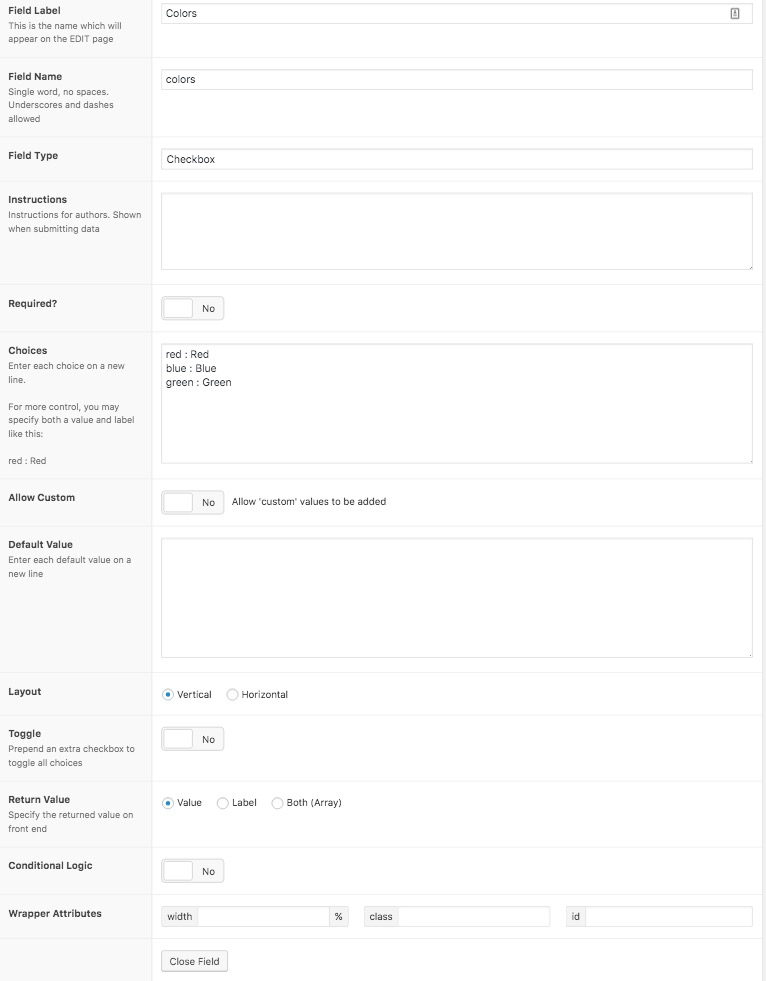 Field Label
This is the name which will
appear on the EDIT page
Colors
Field Name
Single word, no spaces.
Underscores and dashes
allowed
colors
Field Type
Checkbox
Instructions
Instructions for authors. Shown
when submitting data
Required?
No
Choices
Enter each choice on a new
line.
For more control, you may
specify both a value and label
like this:
red : Red
red : Red
blue : Blue
green : Green
Allow Custom
No Allow 'custom' values to be added
Default Value
Enter each default value on a
new line
Layout
Vertical Horizontal
Toggle
Prepend an extra checkbox to
toggle all choices
No
Return Value
Specify the returned value on
front end
Value Label Both (Array)
Conditional Logic
No
Wrapper Attributes
width % class id
Close Field